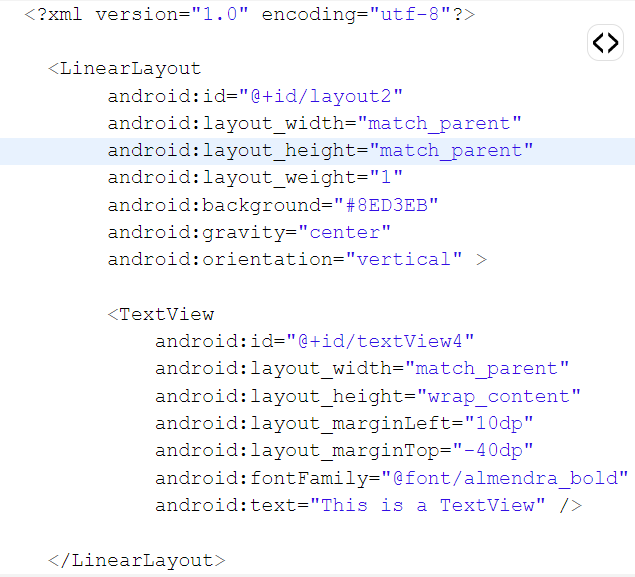 <?xml version="1.0" encoding="utf-8"?>
<LinearLayout
android:id="@+id/layout2"
android:layout_width="match_parent"
android:layout_height="match_parent"
android:layout_weight="1"
android:background="#8ED3EB"
android:gravity="center"
android:orientation="vertical" >
<TextView
android:id="@+id/textView4"
android:layout_width="match_parent"
android:layout_height="wrap_content"
android:layout_marginLeft="10dp"
android:layout_marginTop="-40dp"
android:fontFamily="@font/almendra_bold"
android:text="This is a TextView" />
</LinearLayout>